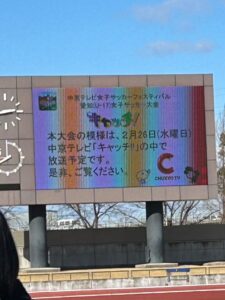 中京テレビ女子サッカーフェスティバル
愛知(U-17)女子サッカー大会
キャッチ!
本大会の模様は、2月26日(水曜日)
中京テレビ「キャッチ!!」の中で
放送予定です。
是非、ご覧ください。
C
CHUKYO TV